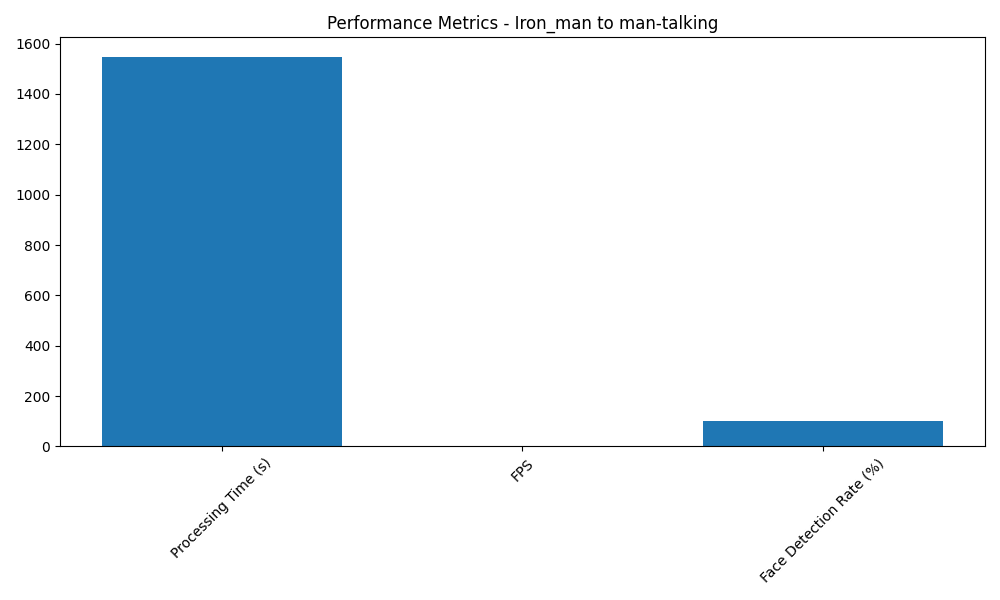 Performance Metrics - Iron_man to man-talking
1600
1400
1200
1000
800
600
400
200
0
Processing Time (s)
FPS
Face Detection Rate (%)